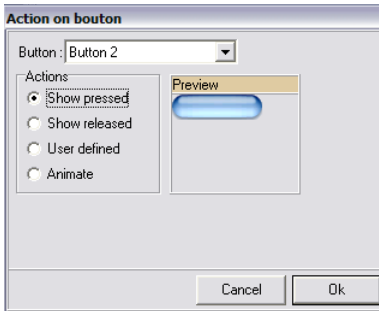 Action on bouton
Button : Button 2
Actions
Show pressed
Show released
User defined
Animate
Preview
Cancel
Ok